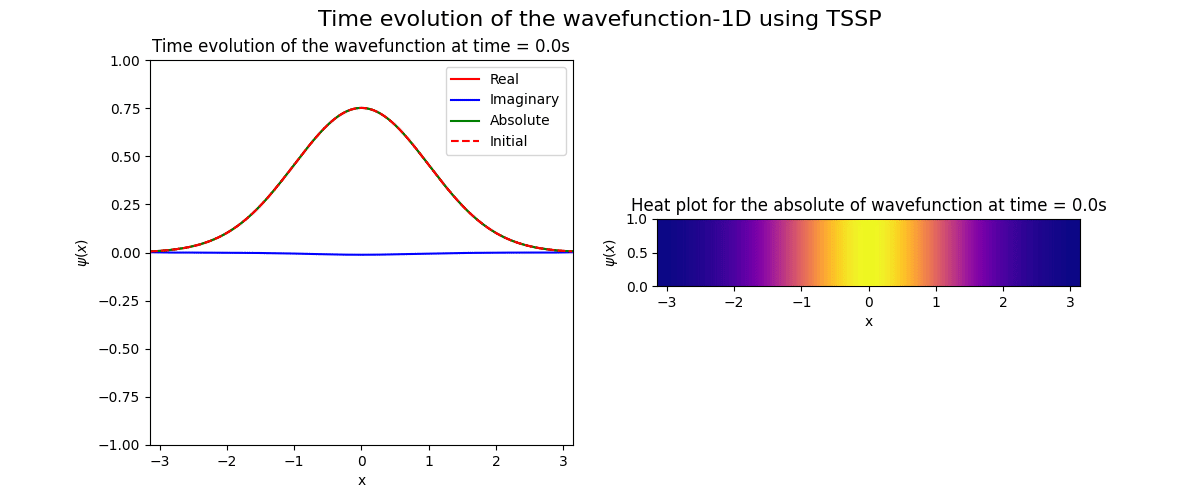 Time evolution of the wavefunction-1D using TSSP
Time evolution of the wavefunction at time = 0.0s
1.00
0.75
0.50
0.25
0.00
−0.25
−0.50
−0.75
−1.00
ψ(x)
Real
Imaginary
Absolute
Initial
−3 −2 −1 0 1 2 3
x
Heat plot for the absolute of wavefunction at time = 0.0s
1.0
0.5
0.0
ψ(x)
−3 −2 −1 0 1 2 3
x